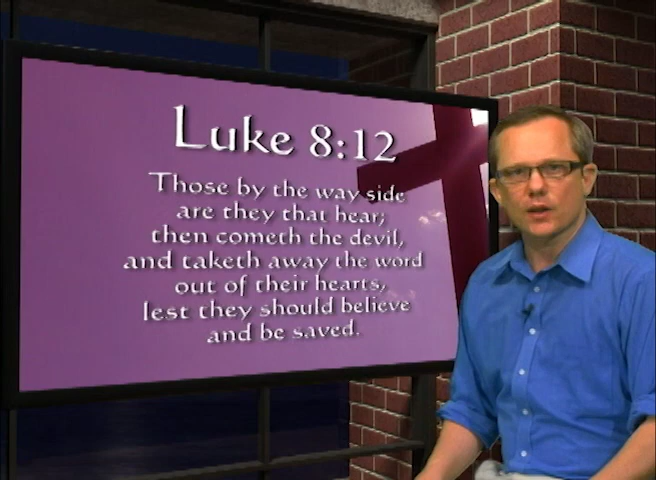 Luke 8:12
Those by the way side
are they that hear;
then cometh the devil,
and taketh away the word
out of their hearts,
lest they should believe
and be saved.